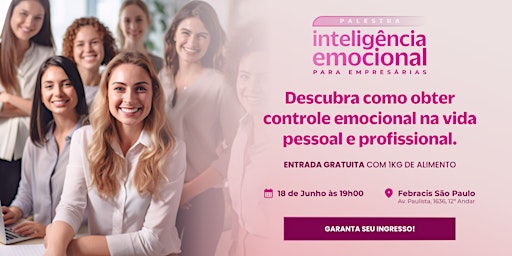 PALESTRA
inteligência
emocional
PARA EMPRESÁRIAS
Descubra como obter
controle emocional na vida
pessoal e profissional.
ENTRADA GRATUITA COM 1KG DE ALIMENTO
18 de Junho às 19h00
Febracis São Paulo
Av. Paulista, 1636, 12º Andar
GARANTA SEU INGRESSO!